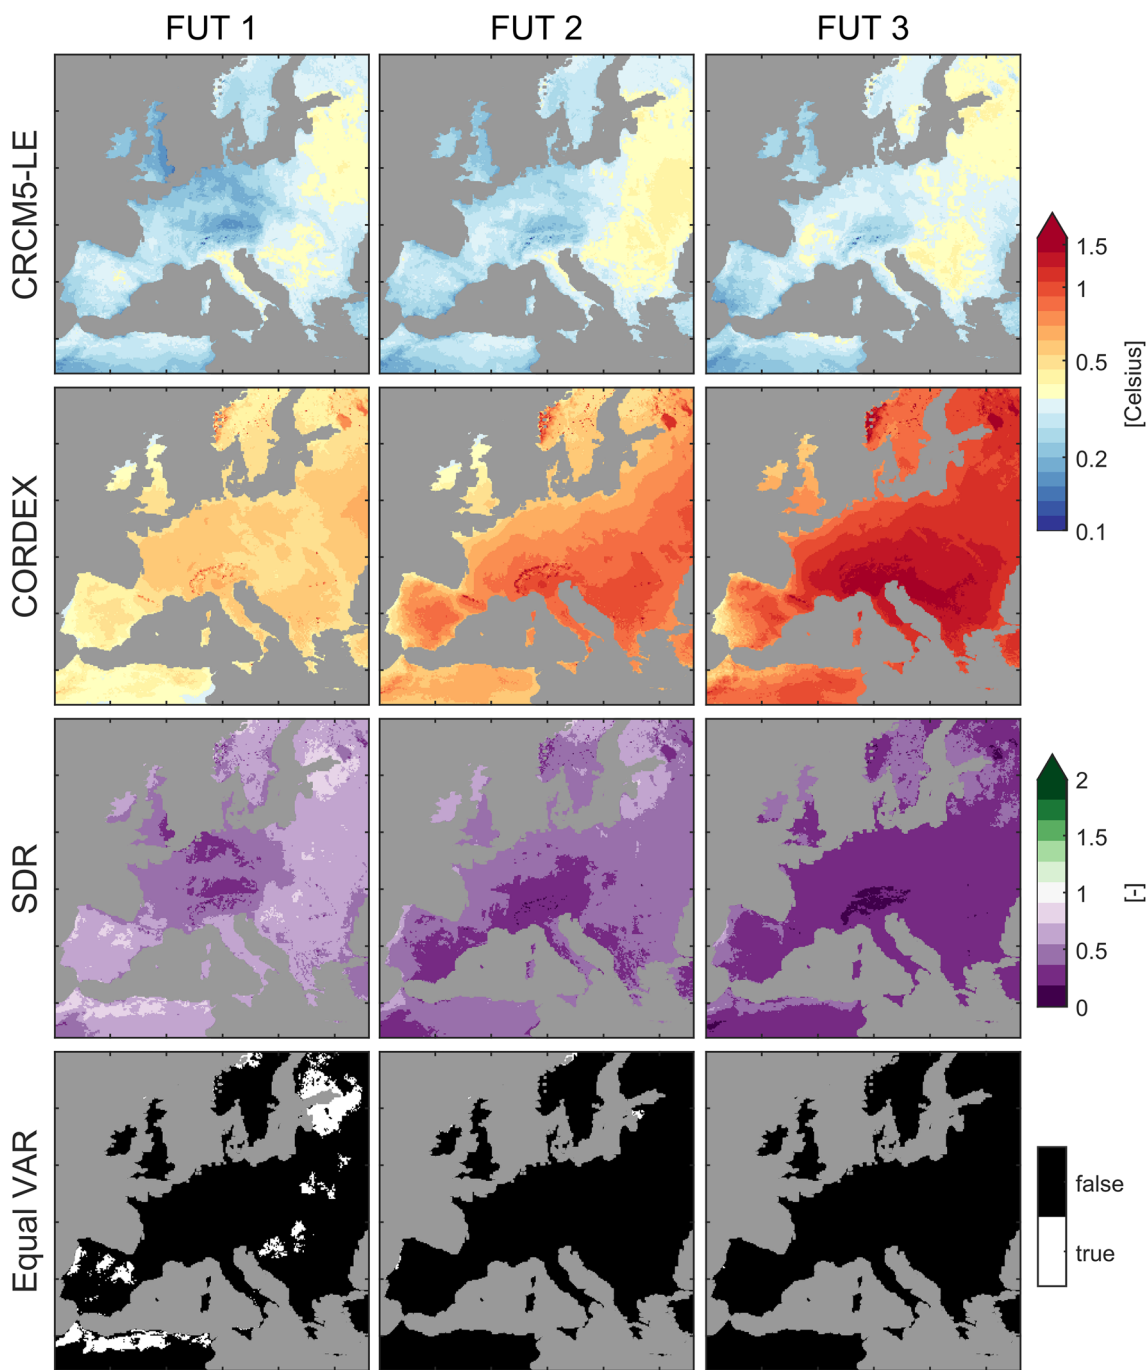 FUT 1 FUT 2 FUT 3
CRCM5-LE
CORDEX
SDR
Equal VAR
1.5
1
0.5
0.2
0.1
[Celsius]
2
1.5
1
0.5
0
[-]
false
true